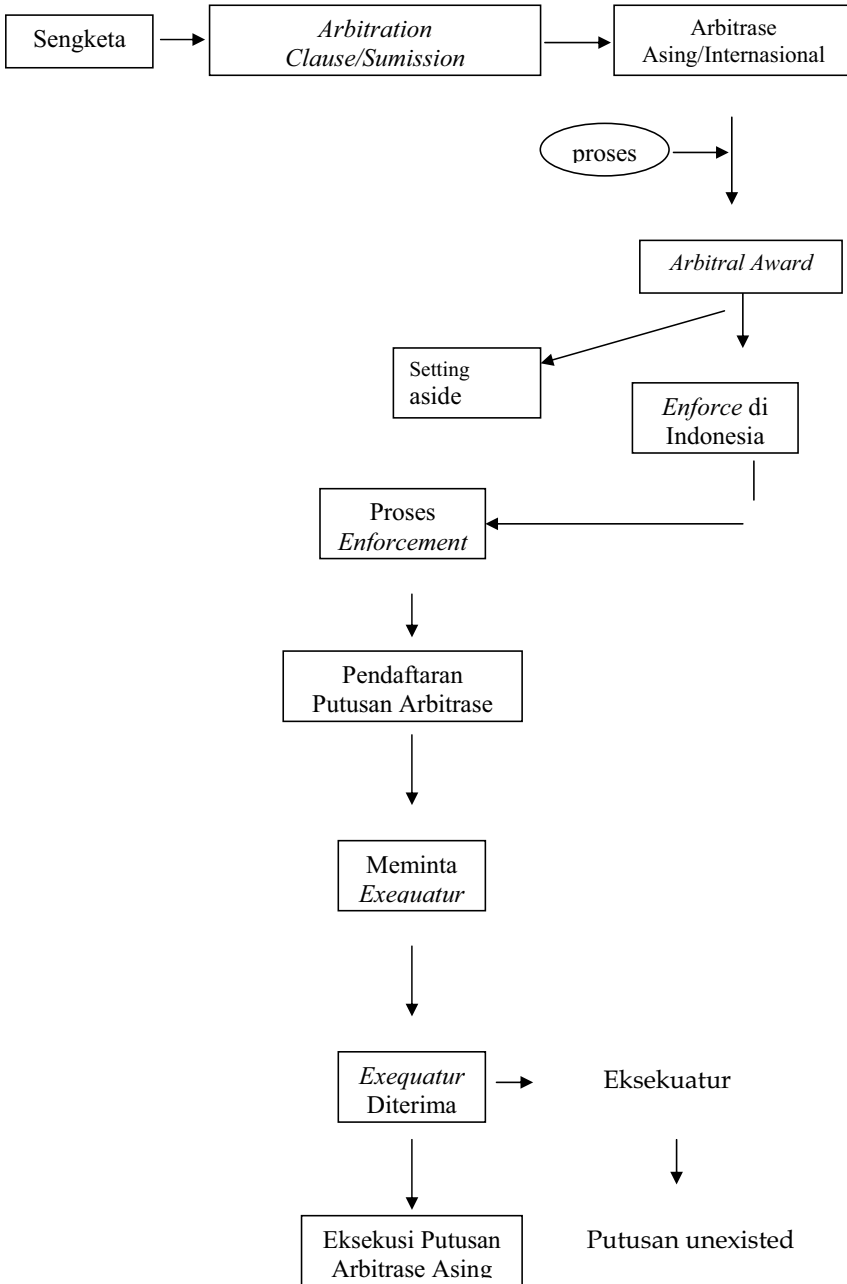 Sengketa
Arbitration
Clause/Sumission
Arbitrase
Asing/Internasional
proses
Arbitral Award
Setting
aside
Enforce di
Indonesia
Proses
Enforcement
Pendaftaran
Putusan Arbitrase
Meminta
Exequatur
Exequatur
Diterima
Eksekuatur
Eksekusi Putusan
Arbitrase Asing
Putusan unexisted